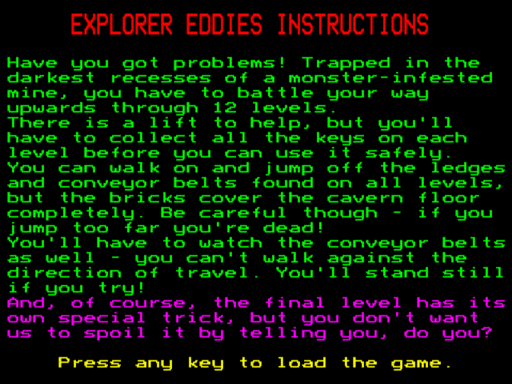 EXPLORER EDDIES INSTRUCTIONS
Have you got problems! Trapped in the
darkest recesses of a monster-infested
mine, you have to battle your way
upwards through 12 levels.
There is a lift to help, but you'll
have to collect all the keys on each
level before you can use it safely.
You can walk on and jump off the ledges
and conveyor belts found on all levels,
but the bricks cover the cavern floor
completely. Be careful though - if you
jump too far you're dead!
You'll have to watch the conveyor belts
as well - you can't walk against the
direction of travel. You'll stand still
if you try!
And, of course, the final level has its
own special trick, but you don't want
us to spoil it by telling you, do you?
Press any key to load the game.